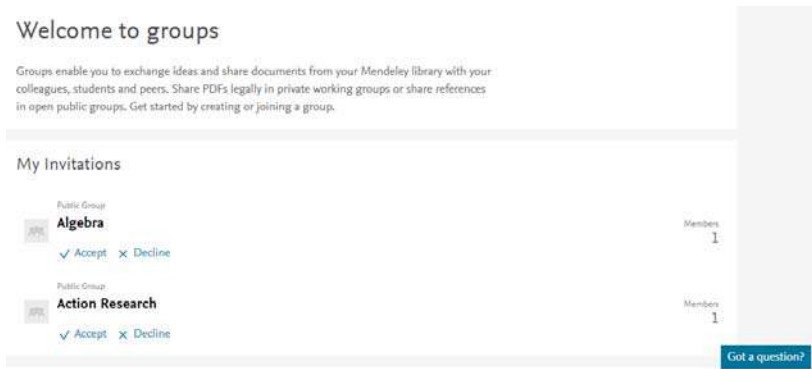 Welcome to groups
Groups enable you to exchange ideas and share documents from your Mendeley library with your
colleagues, students and peers. Share PDFs legally in private working groups or share references
in open public groups. Get started by creating or joining a group.
My Invitations
Public Group
Algebra
Members
1
Accept Decline
Public Group
Action Research
Members
1
Accept Decline
Got a question?